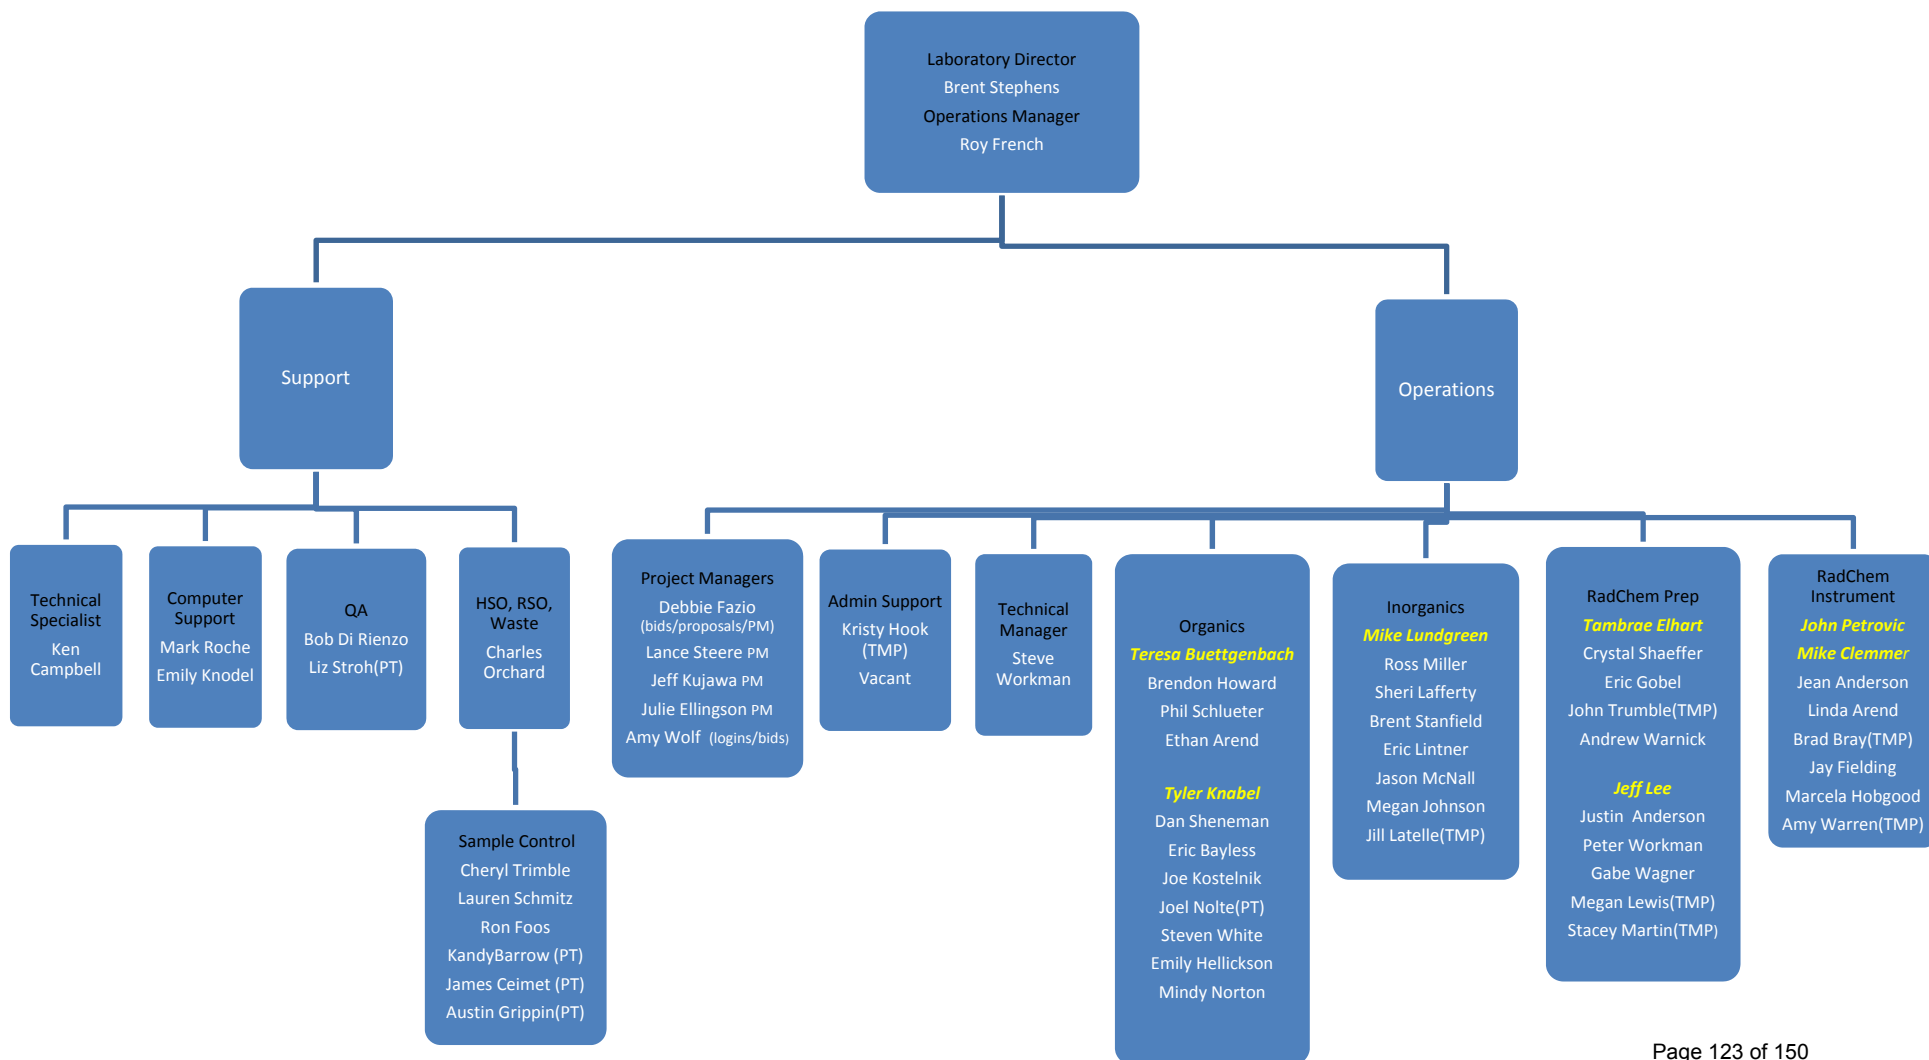 Laboratory Director
Brent Stephens
Operations Manager
Roy French
Support
Operations
Technical
Specialist
Ken
Campbell
Computer
Support
Mark Roche
Emily Knodel
QA
Bob Di Rienzo
Liz Stroh(PT)
HSO, RSO,
Waste
Charles
Orchard
Sample Control
Cheryl Trimble
Lauren Schmitz
Ron Foos
KandyBarrow (PT)
James Ceimet (PT)
Austin Grippin(PT)
Project Managers
Debbie Fazio
(bids/proposals/PM)
Lance Steere PM
Jeff Kujawa PM
Julie Ellingson PM
Amy Wolf (logins/bids)
Admin Support
Kristy Hook
(TMP)
Vacant
Technical
Manager
Steve
Workman
Organics
Teresa Buettgenbach
Brendon Howard
Phil Schlueter
Ethan Arend
Tyler Knabel
Dan Sheneman
Eric Bayless
Joe Kostelnik
Joel Nolte(PT)
Steven White
Emily Hellickson
Mindy Norton
Inorganics
Mike Lundgreen
Ross Miller
Sheri Lafferty
Brent Stanfield
Eric Lintner
Jason McNall
Megan Johnson
Jill Latelle(TMP)
RadChem Prep
Tambrae Elhart
Crystal Shaeffer
Eric Gobel
John Trumble(TMP)
Andrew Warnick
Jeff Lee
Justin  Anderson
Peter Workman
Gabe Wagner
Megan Lewis(TMP)
Stacey Martin(TMP)
RadChem
Instrument
John Petrovic
Mike Clemmer
Jean Anderson
Linda Arend
Brad Bray(TMP)
Jay Fielding
Marcela Hobgood
Amy Warren(TMP)
Page 123 of 150